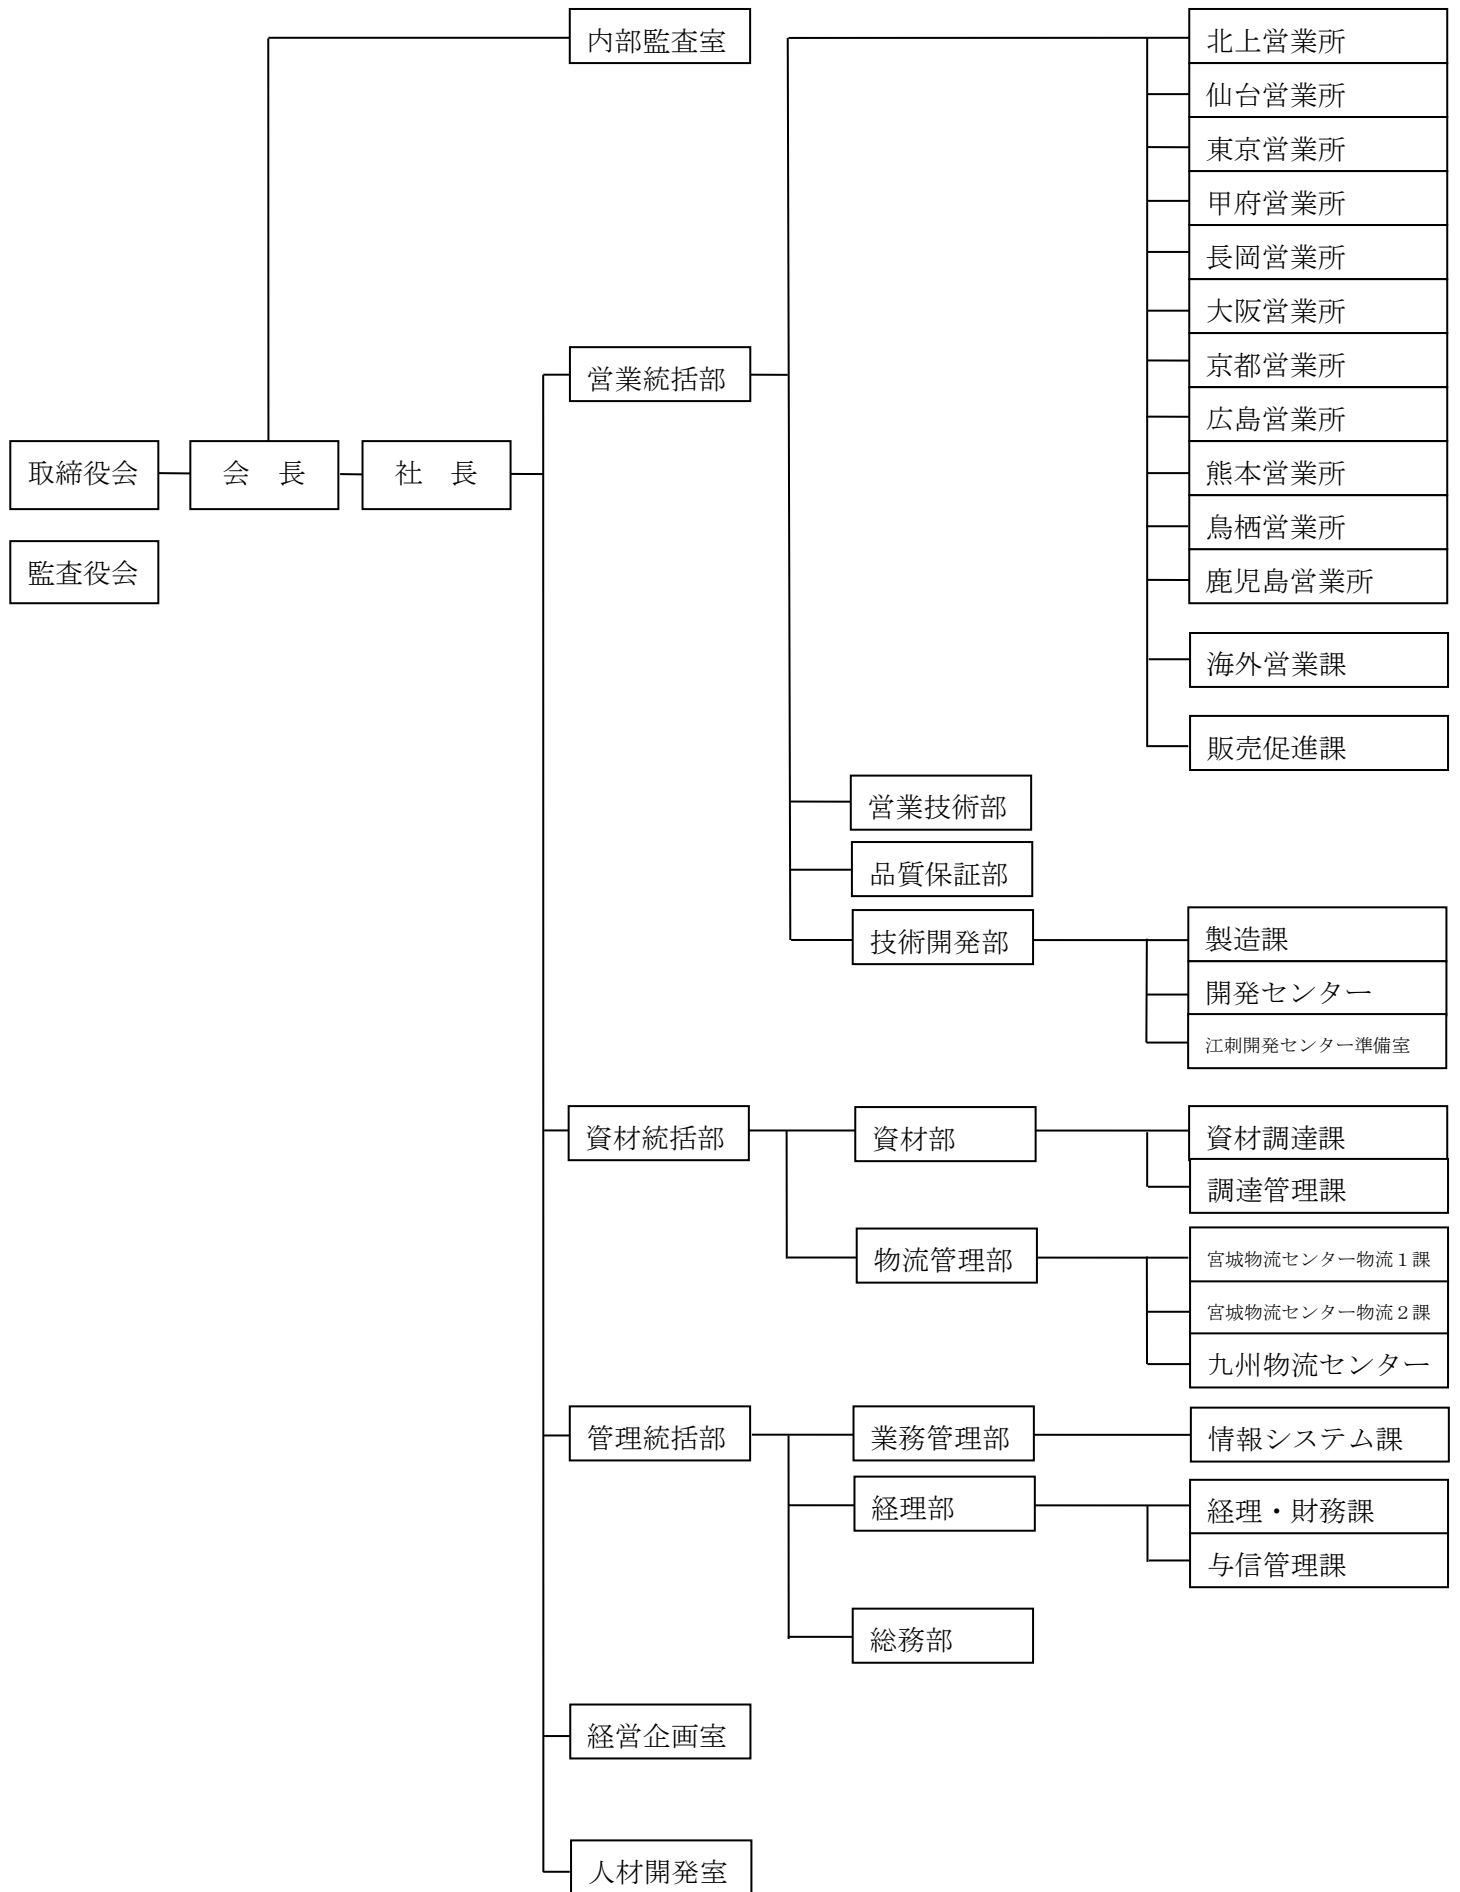 内部監査室
北上営業所
仙台営業所
東京営業所
甲府営業所
長岡営業所
大阪営業所
営業統括部
京都営業所
広島営業所
取締役会
会　長
社　長
熊本営業所
鳥栖営業所
監査役会
鹿児島営業所
海外営業課
販売促進課
営業技術部
品質保証部
技術開発部
製造課
開発センター
江刺開発センター準備室
資材統括部
資材部
資材調達課
調達管理課
物流管理部
宮城物流センター物流１課
宮城物流センター物流２課
九州物流センター
管理統括部
業務管理部
情報システム課
経理部
経理・財務課
与信管理課
総務部
経営企画室
人材開発室